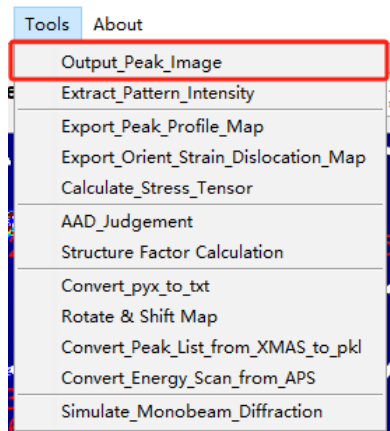 Tools About
Output_Peak_Image
Extract_Pattern_Intensity
Export_Peak_Profile_Map
Export_Orient_Strain_Dislocation_Map
Calculate_Stress_Tensor
AAD_Judgement
Structure Factor Calculation
Convert_pyx_to_txt
Rotate & Shift Map
Convert_Peak_List_from_XMAS_to_pkl
Convert_Energy_Scan_from_APS
Simulate_Monobeam_Diffraction